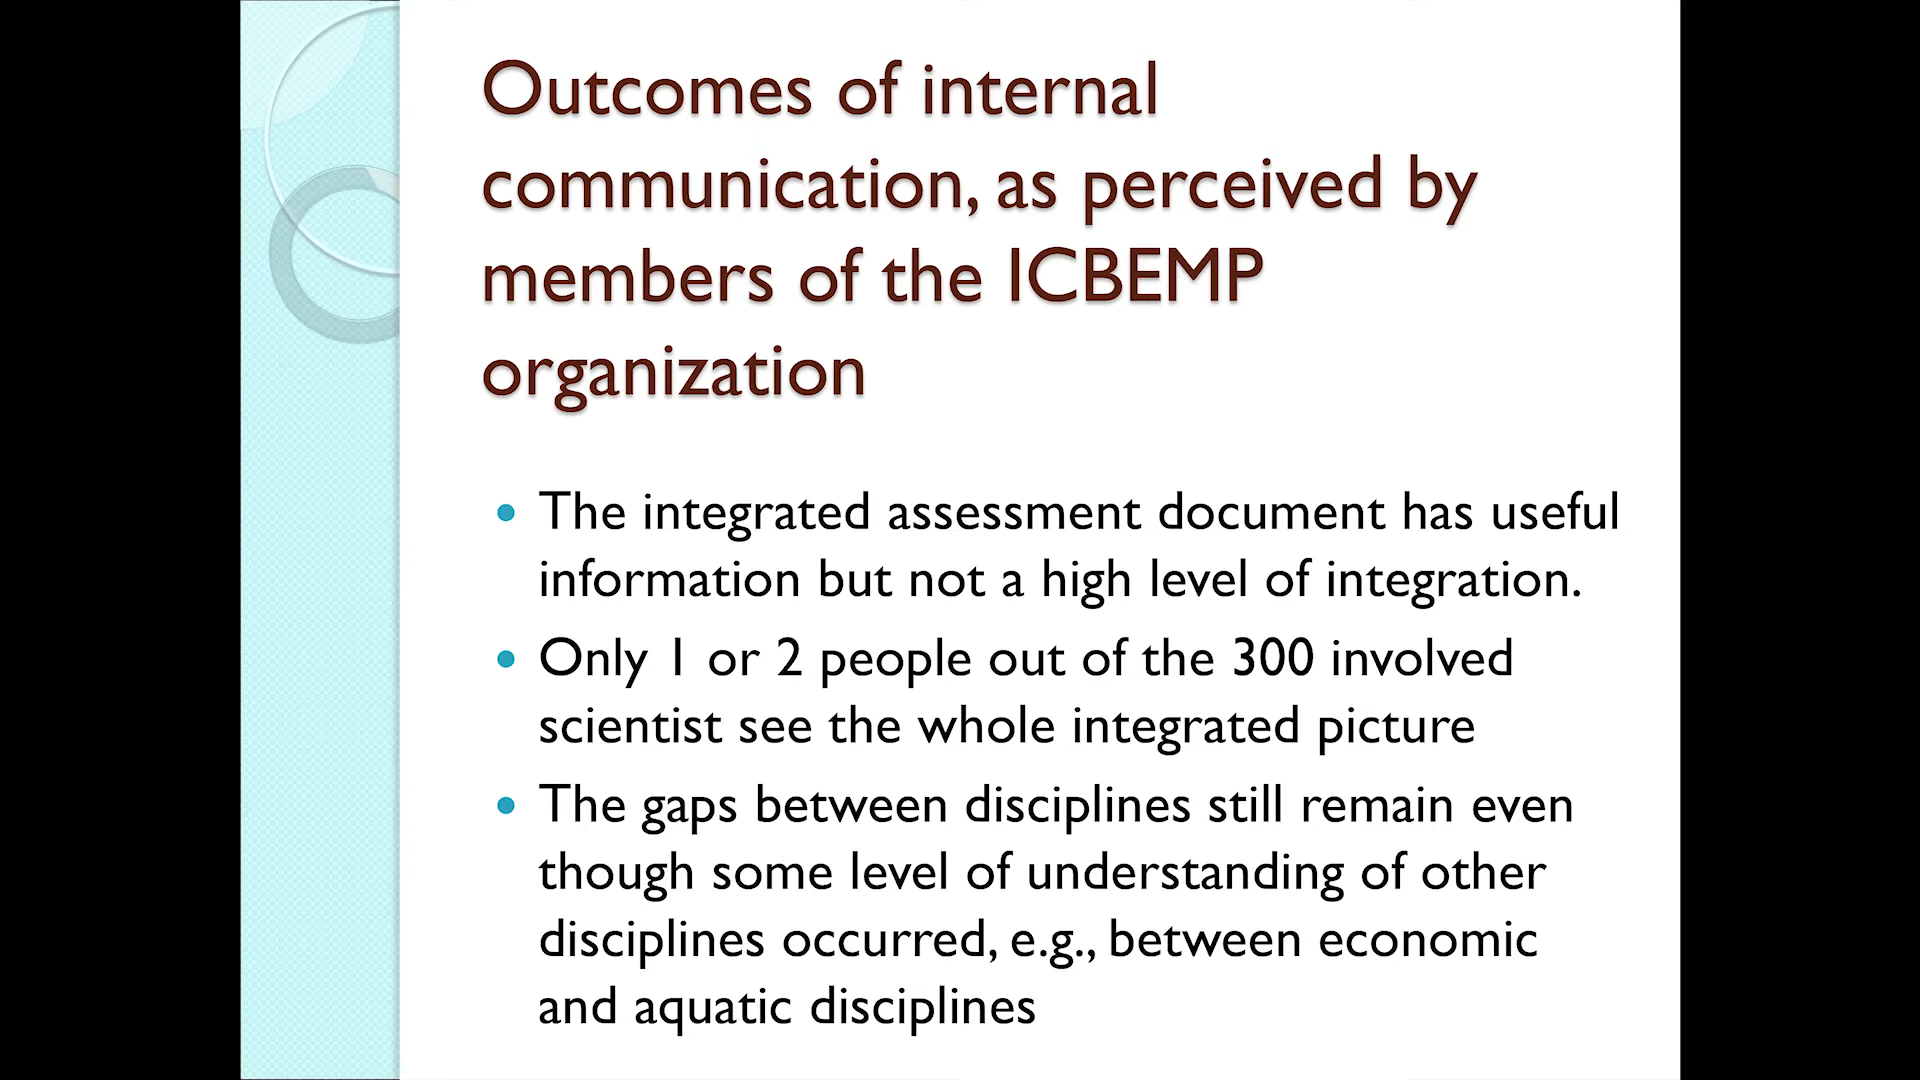 Outcomes of internal
communication, as perceived by
members of the ICBEMP
organization
• The integrated assessment document has useful
information but not a high level of integration.
• Only 1 or 2 people out of the 300 involved
scientist see the whole integrated picture
• The gaps between disciplines still remain even
though some level of understanding of other
disciplines occurred, e.g., between economic
and aquatic disciplines